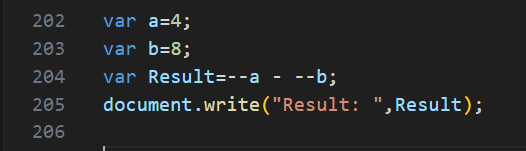 202 var a=4;
203 var b=8;
204 var Result=--a - --b;
205 document.write("Result: ",Result);
206